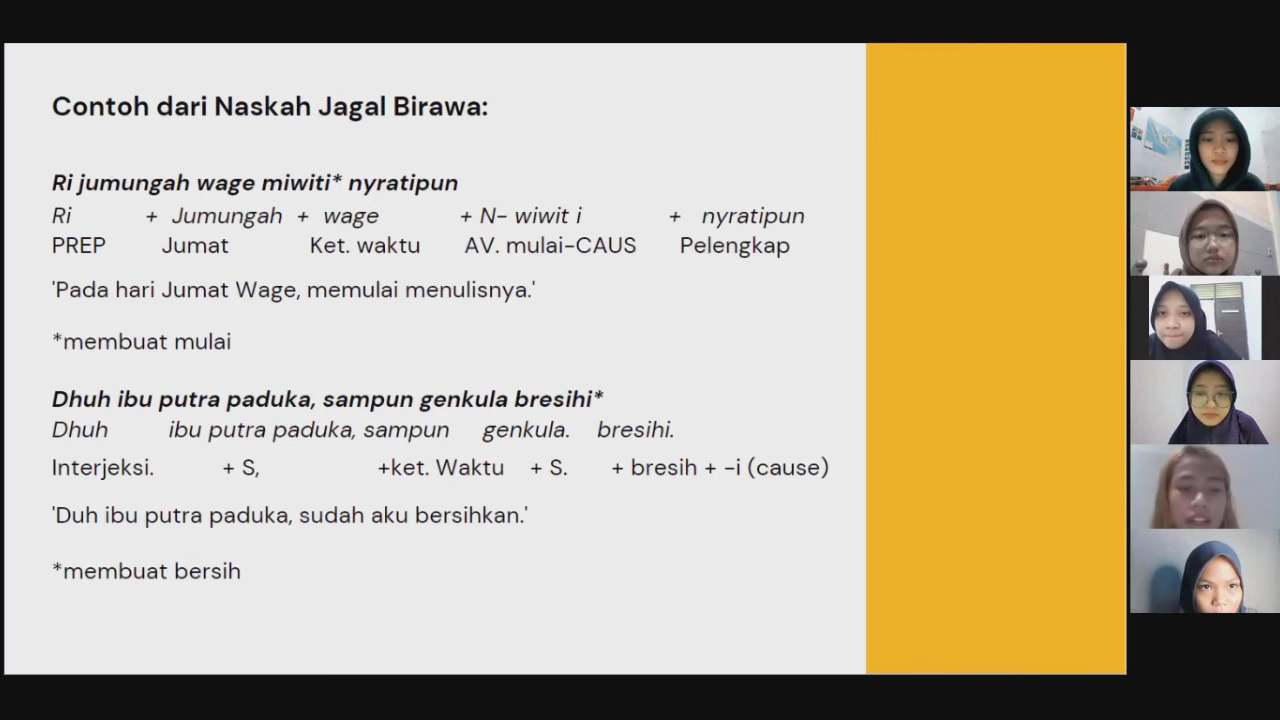 Contoh dari Naskah Jagal Birawa:
Ri jumungah wage miwiti* nyratipun
Ri + Jumungah + wage + N- wiwit i + nyratipun
PREP Jumat Ket. waktu AV. mulai-CAUS Pelengkap
'Pada hari Jumat Wage, memulai menulisnya.'
*membuat mulai
Dhuh ibu putra paduka, sampun genkula bresihi*
Dhuh ibu putra paduka, sampun genkula. bresihi.
Interjeksi. + S, +ket. Waktu + S. + bresih + -i (cause)
'Duh ibu putra paduka, sudah aku bersihkan.'
*membuat bersih